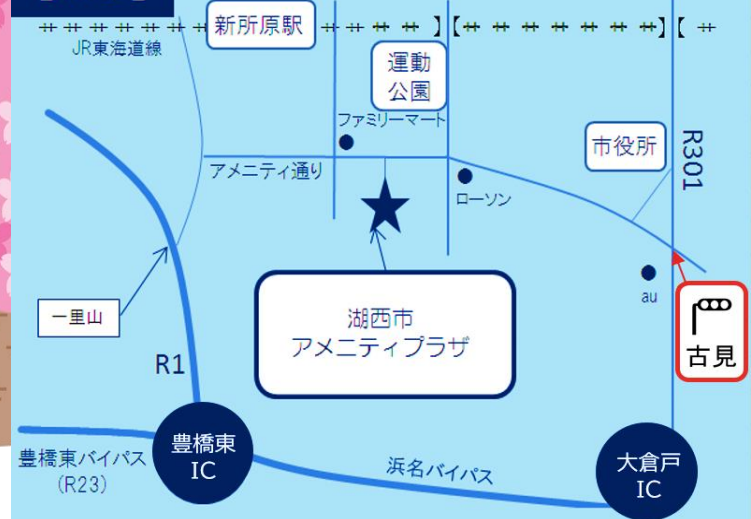 新所原駅
JR東海道線
運動
公園
ファミリーマート
市役所
R301
アメニティ通り
ローソン
au
一里山
湖西市
アメニティプラザ
古見
R1
豊橋東
IC
豊橋東バイパス
(R23)
浜名バイパス
大倉戸
IC